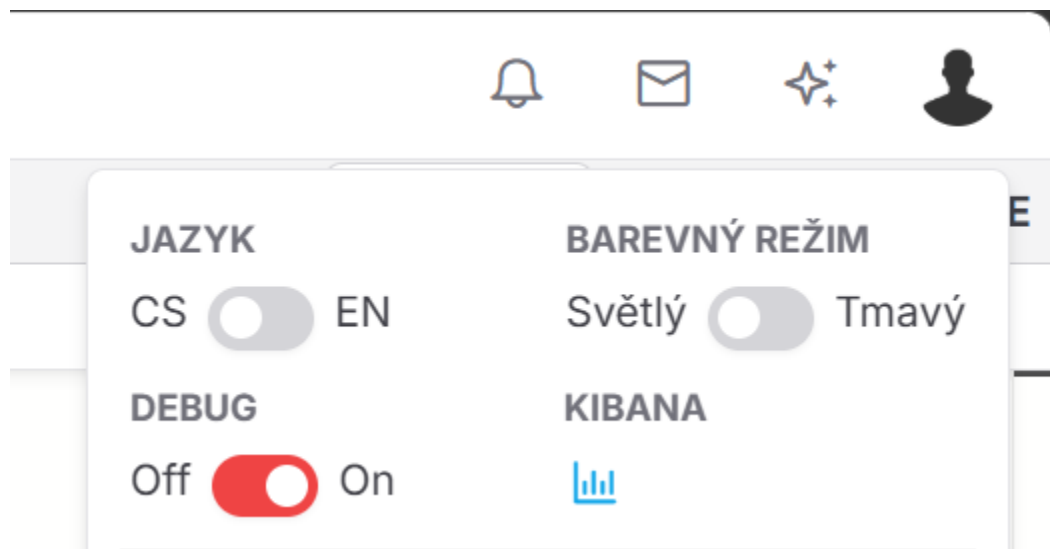 E
JAZYK
BAREVNÝ REŽIM
CS EN
Světlý Tmavý
DEBUG
KIBANA
Off On